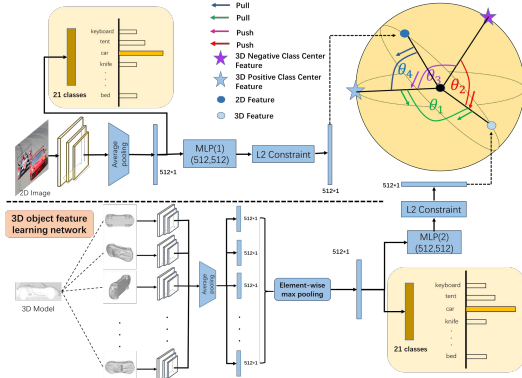 keyboard
tent
car
knife
bed
21 classes
Pull
Pull
Push
Push
3D Negative Class Center
Feature
3D Positive Class Center
Feature
2D Feature
3D Feature
θ4
θ3
θ2
θ1
2D Image
Average
pooling
512*1
MLP(1)
(512,512)
L2 Constraint
512*1
512*1
L2 Constraint
MLP(2)
(512,512)
3D object feature
learning network
3D Model
Average
pooling
512*1
512*1
512*1
512*1
Element-wise
max pooling
512*1
keyboard
tent
car
knife
bed
21 classes